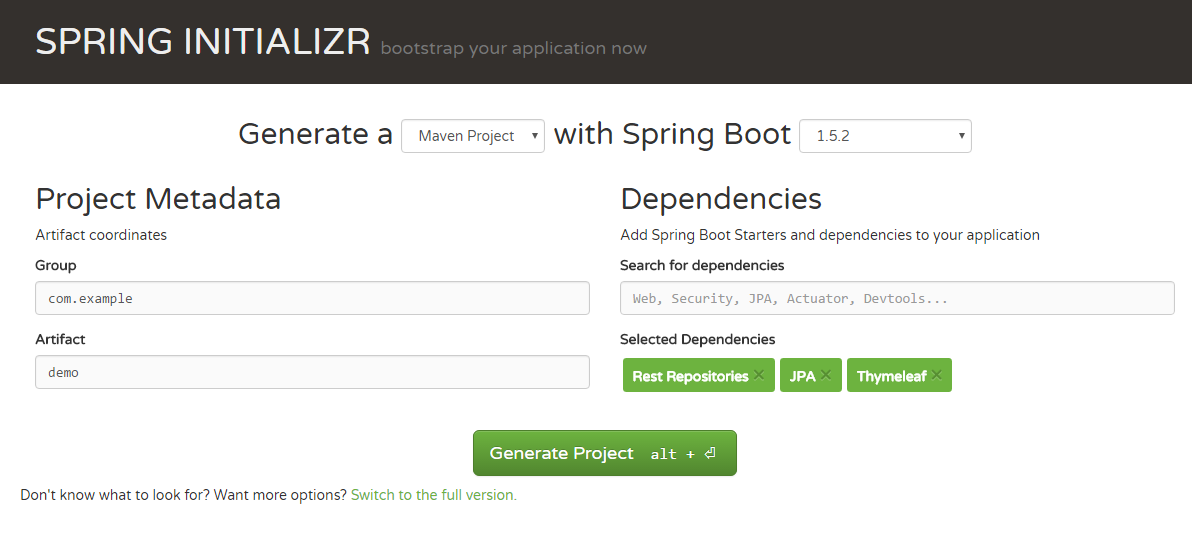 SPRING INITIALIZR bootstrap your application now
Generate a Maven Project with Spring Boot 1.5.2
Project Metadata
Artifact coordinates
Group
com.example
Artifact
demo
Dependencies
Add Spring Boot Starters and dependencies to your application
Search for dependencies
Web, Security, JPA, Actuator, Devtools...
Selected Dependencies
Rest Repositories × JPA × Thymeleaf ×
Generate Project alt + ⏎
Don't know what to look for? Want more options? Switch to the full version.